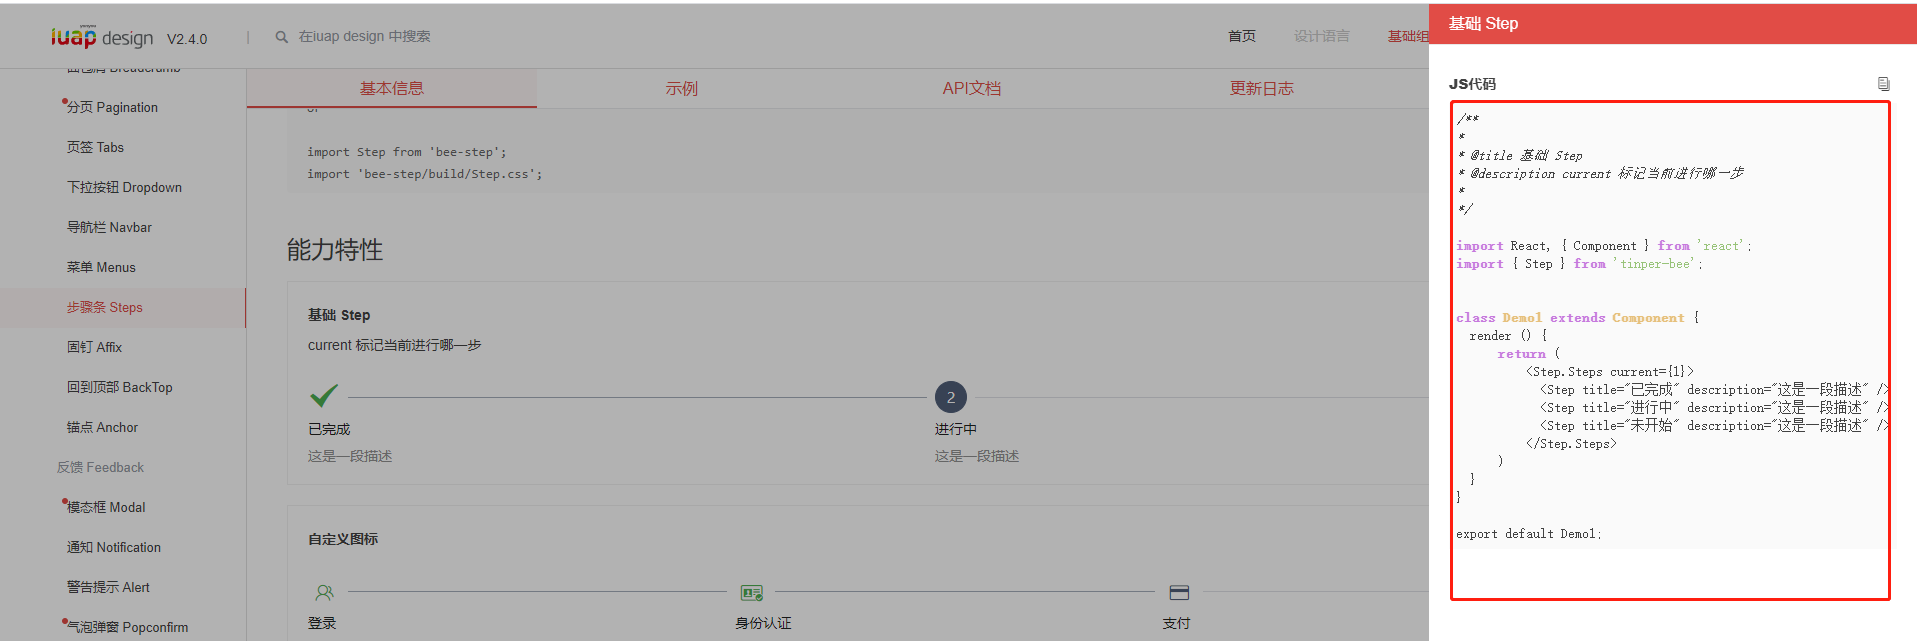 iuap design V2.4.0
在iuap design 中搜索
首页
设计语言
基础组
面包屑 Breadcrumb
分页 Pagination
页签 Tabs
下拉按钮 Dropdown
导航栏 Navbar
菜单 Menus
步骤条 Steps
固钉 Affix
回到顶部 BackTop
锚点 Anchor
反馈 Feedback
模态框 Modal
通知 Notification
警告提示 Alert
气泡弹窗 Popconfirm
基本信息
示例
API文档
更新日志
or
import Step from 'bee-step';
import 'bee-step/build/Step.css';
能力特性
基础 Step
current 标记当前进行哪一步
2
已完成
进行中
这是一段描述
这是一段描述
自定义图标
登录
身份认证
支付
基础 Step
JS代码
/**
*
* @title 基础 Step
* @description current 标记当前进行哪一步
*
*/
import React, { Component } from 'react';
import { Step } from 'tinper-bee';
class Demo1 extends Component {
render () {
return (
<Step.Steps current={1}>
<Step title="已完成" description="这是一段描述" />
<Step title="进行中" description="这是一段描述" />
<Step title="未开始" description="这是一段描述" />
</Step.Steps>
)
}
}
export default Demo1;